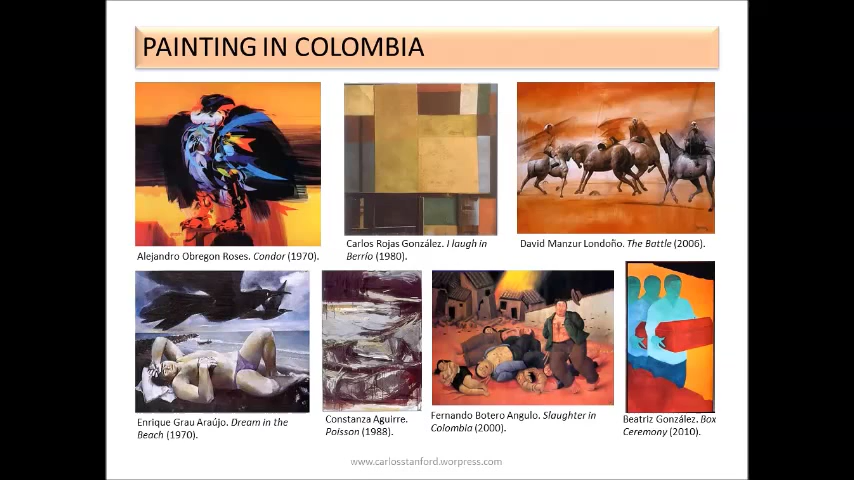 PAINTING IN COLOMBIA
Alejandro Obregon Roses. Condor (1970).
Carlos Rojas González. I laugh in
Berrío (1980).
David Manzur Londoño. The Battle (2006).
Enrique Grau Araújo. Dream in the
Beach (1970).
Constanza Aguirre.
Poisson (1988).
Fernando Botero Angulo. Slaughter in
Colombia (2000).
Beatriz González. Box
Ceremony (2010).
www.carlosstanford.worpress.com